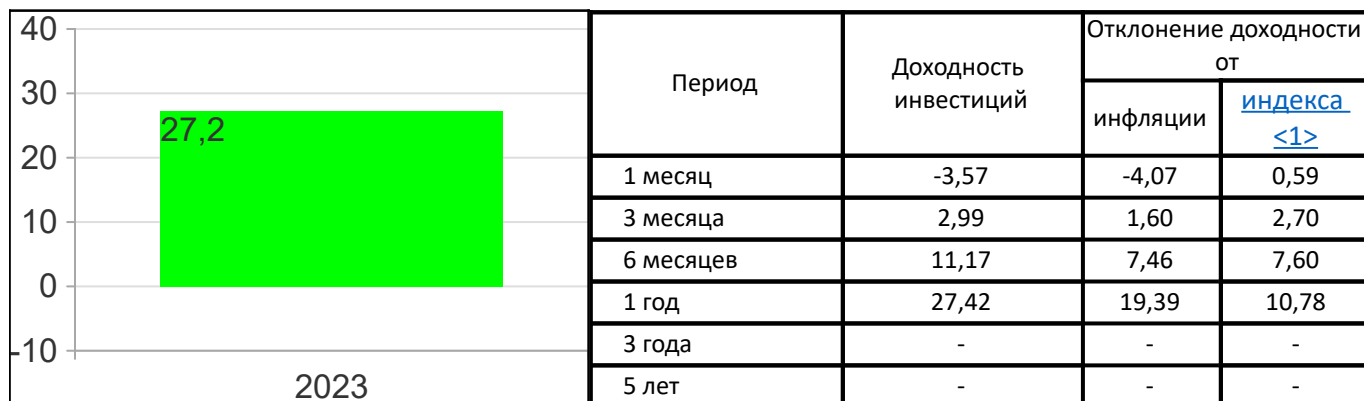 40
30
27,2
20
10
0
-10
2023
Период
Доходность
инвестиций
Отклонение доходности
от
инфляции
индекса
<1>
1 месяц -3,57 -4,07 0,59
3 месяца 2,99 1,60 2,70
6 месяцев 11,17 7,46 7,60
1 год 27,42 19,39 10,78
3 года - - -
5 лет - - -